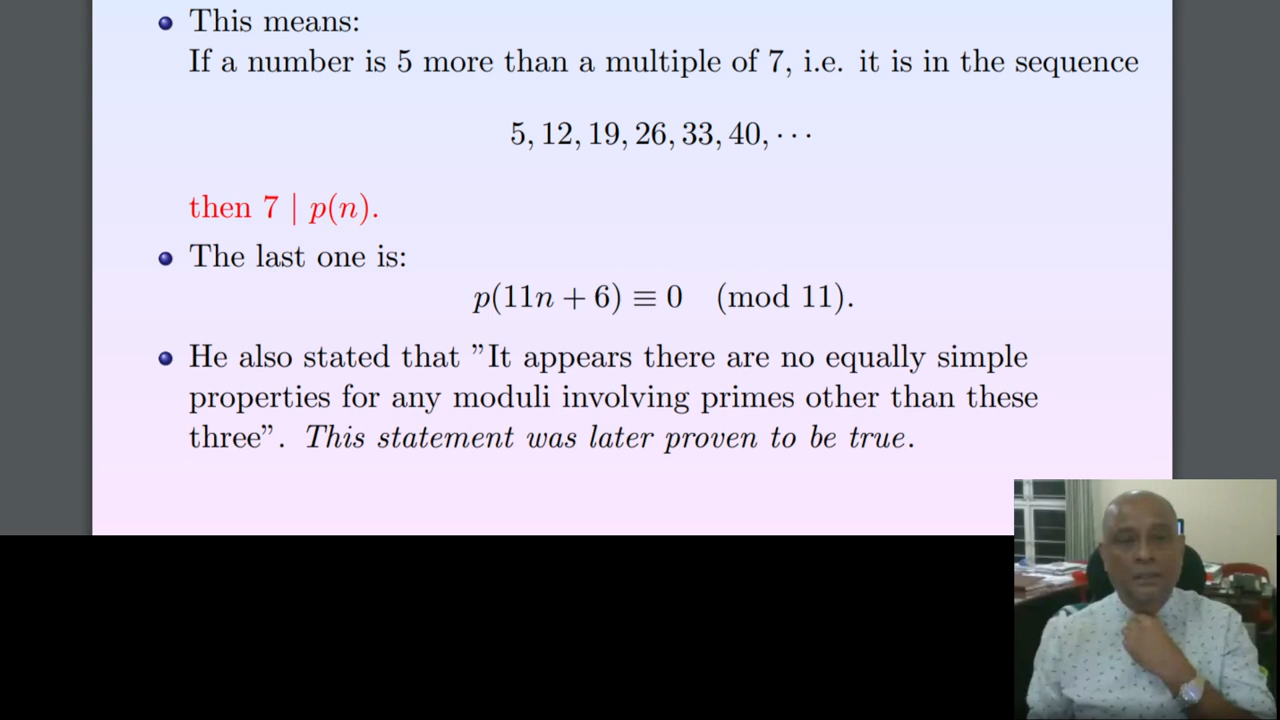 This means:
If a number is 5 more than a multiple of 7, i.e. it is in the sequence
5, 12, 19, 26, 33, 40, · · ·
then 7 | p(n).
The last one is:
p(11n + 6) ≡ 0 (mod 11).
He also stated that ”It appears there are no equally simple
properties for any moduli involving primes other than these
three”. This statement was later proven to be true.